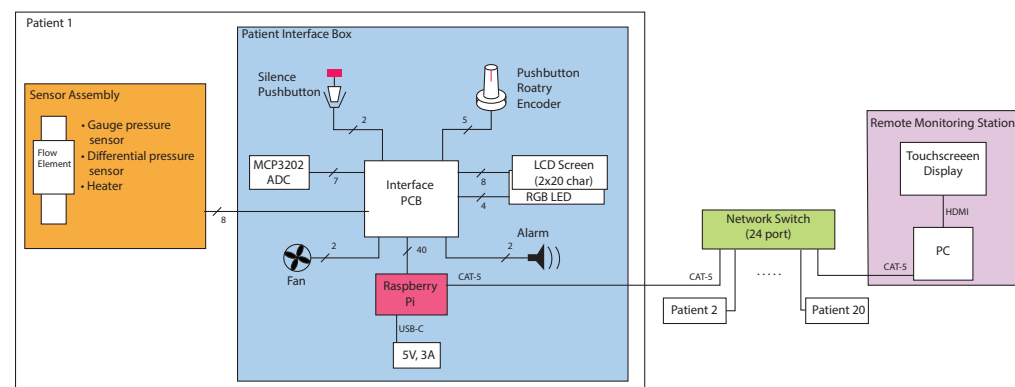 Patient 1
Patient Interface Box
Silence
Pushbutton
Pushbutton
Roatry
Encoder
2
5
Sensor Assembly
Flow
Element
• Gauge pressure
sensor
• Differential pressure
sensor
• Heater
8
MCP3202
ADC
7
Interface
PCB
8
4
LCD Screen
(2x20 char)
RGB LED
Fan
2
40
2
Alarm
Raspberry
Pi
CAT-5
USB-C
5V, 3A
Network Switch
(24 port)
CAT-5
.....
CAT-5
Patient 2
Patient 20
Remote Monitoring Station
Touchscreeen
Display
HDMI
PC